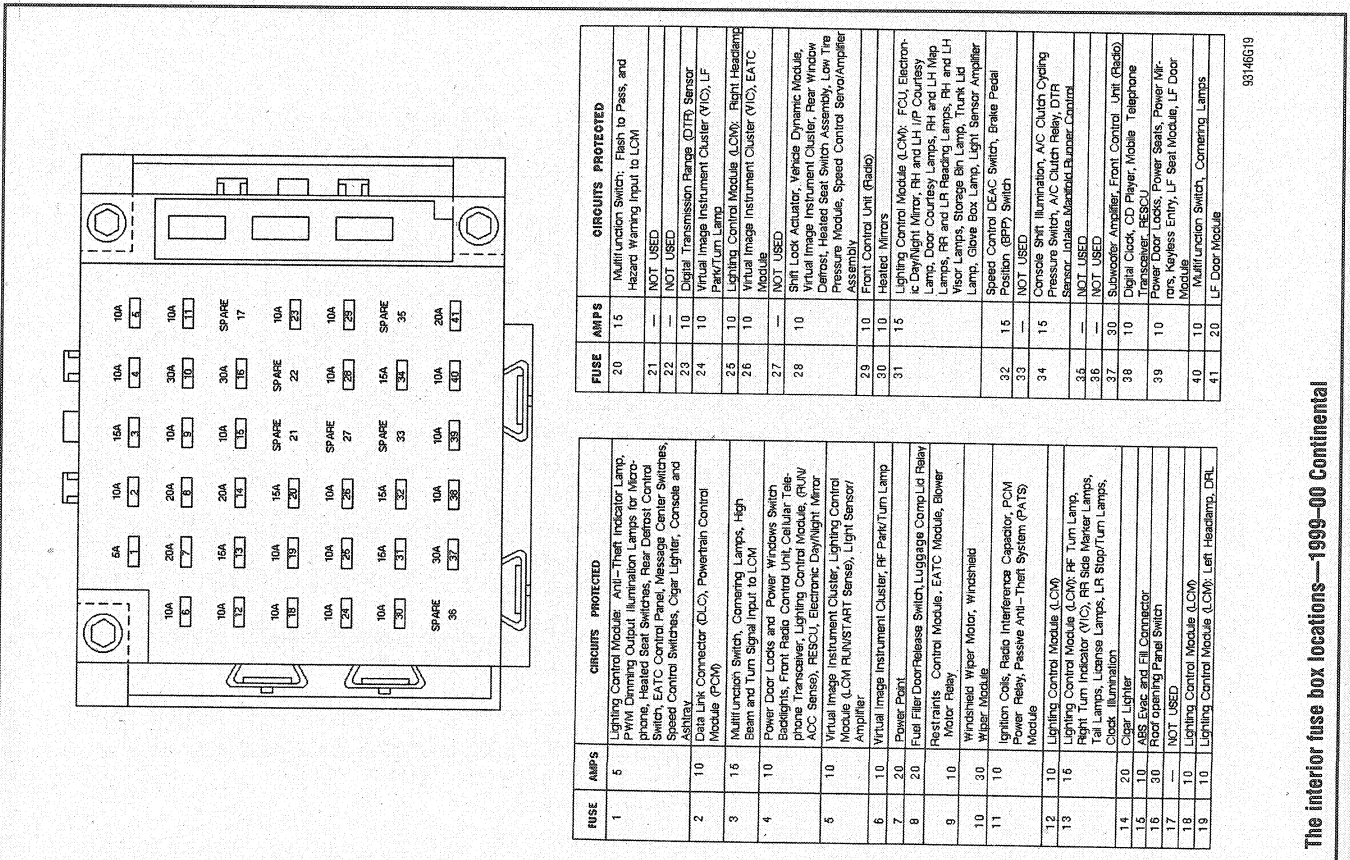 5A
1
10A
2
15A
3
10A
4
10A
5
10A
6
20A
7
20A
8
10A
9
30A
10
10A
11
10A
12
15A
13
20A
14
10A
15
30A
16
SPARE
17
10A
18
10A
19
15A
20
SPARE
21
SPARE
22
10A
23
10A
24
10A
25
10A
26
SPARE
27
10A
28
10A
29
10A
30
15A
31
15A
32
SPARE
33
15A
34
SPARE
35
SPARE
36
30A
37
10A
38
10A
39
10A
40
20A
41
FUSE AMPS CIRCUITS PROTECTED
1 5 Lighting Control Module: Anti-Theft Indicator Lamp,
PWM Dimming Output Illumination Lamps for Micro-
phone, Heated Seat Switches, Rear Defrost Control
Switch, EATC Control Panel, Message Center Switches,
Speed Control Switches, Cigar Lighter, Console and
Ashtray
2 10 Data Link Connector (DLC), Powertrain Control
Module (PCM)
3 15 Multifunction Switch, Cornering Lamps, High
Beam and Turn Signal Input to LCM
4 10 Power Door Locks and Power Windows Switch
Backlights, Front Radio Control Unit, Cellular Tele-
phone Transceiver, Lighting Control Module, (RUN/
ACC Sense), RESCU, Electronic Day/Night Mirror
5 10 Virtual Image Instrument Cluster, Lighting Control
Module (LCM RUN/START Sense), Light Sensor/
Amplifier
6 10 Virtual Image Instrument Cluster, RF Park/Turn Lamp
7 20 Power Point
8 20 Fuel Filler Door Release Switch, Luggage Comp Lid Relay
9 10 Restraints Control Module, EATC Module, Blower
Motor Relay
10 30 Windshield Wiper Motor, Windshield
Wiper Module
11 10 Ignition Coils, Radio Interference Capacitor, PCM
Power Relay, Passive Anti-Theft System (PATS)
Module
12 10 Lighting Control Module (LCM)
13 15 Lighting Control Module (LCM): RF Turn Lamp,
Right Turn Indicator (VIC), RR Side Marker Lamps,
Tail Lamps, License Lamps, LR Stop/Turn Lamps,
Clock Illumination
14 20 Cigar Lighter
15 10 ABS Evac and Fill Connector
16 30 Roof opening Panel Switch
17 — NOT USED
18 10 Lighting Control Module (LCM)
19 10 Lighting Control Module (LCM): Left Headlamp, DRL
FUSE AMPS CIRCUITS PROTECTED
20 15 Multifunction Switch: Flash to Pass, and
Hazard Warning Input to LCM
21 — NOT USED
22 — NOT USED
23 10 Digital Transmission Range (DTR) Sensor
24 10 Virtual Image Instrument Cluster (VIC), LF
Park/Turn Lamp
25 10 Lighting Control Module (LCM): Right Headlamp
26 10 Virtual Image Instrument Cluster (VIC), EATC
Module
27 — NOT USED
28 10 Shift Lock Actuator, Vehicle Dynamic Module,
Virtual Image Instrument Cluster, Rear Window
Defrost, Heated Seat Switch Assembly, Low Tire
Pressure Module, Speed Control Servo/Amplifier
Assembly
29 10 Front Control Unit (Radio)
30 10 Heated Mirrors
31 15 Lighting Control Module (LCM): FCU, Electron-
ic Day/Night Mirror, RH and LH I/P Courtesy
Lamp, Door Courtesy Lamps, RH and LH Map
Lamps, RR and LR Reading Lamps, RH and LH
Visor Lamps, Storage Bin Lamp, Trunk Lid
Lamp, Glove Box Lamp, Light Sensor Amplifier
32 15 Speed Control DEAC Switch, Brake Pedal
Position (BPP) Switch
33 — NOT USED
34 15 Console Shift Illumination, A/C Clutch Cycling
Pressure Switch, A/C Clutch Relay, DTR
Sensor, Intake Manifold Runner Control
35 — NOT USED
36 — NOT USED
37 30 Subwoofer Amplifier, Front Control Unit (Radio)
38 10 Digital Clock, CD Player, Mobile Telephone
Transceiver, RESCU
39 10 Power Door Locks, Power Seats, Power Mir-
rors, Keyless Entry, LF Seat Module, LF Door
Module
40 10 Multifunction Switch, Cornering Lamps
41 20 LF Door Module
93146G19
The interior fuse box locations—1999–00 Continental